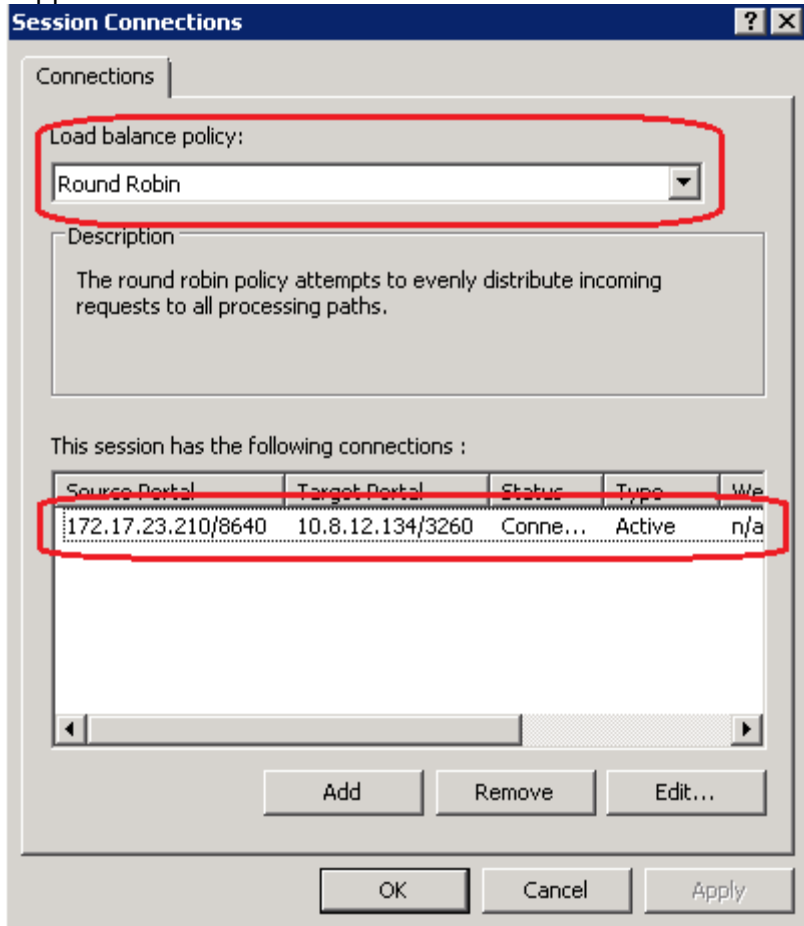 Session Connections
Connections
Load balance policy:
Round Robin
Description
The round robin policy attempts to evenly distribute incoming
requests to all processing paths.
This session has the following connections :
Source Portal Target Portal Status Type We
172.17.23.210/8640 10.8.12.134/3260 Conne... Active n/a
Add Remove Edit...
OK Cancel Apply